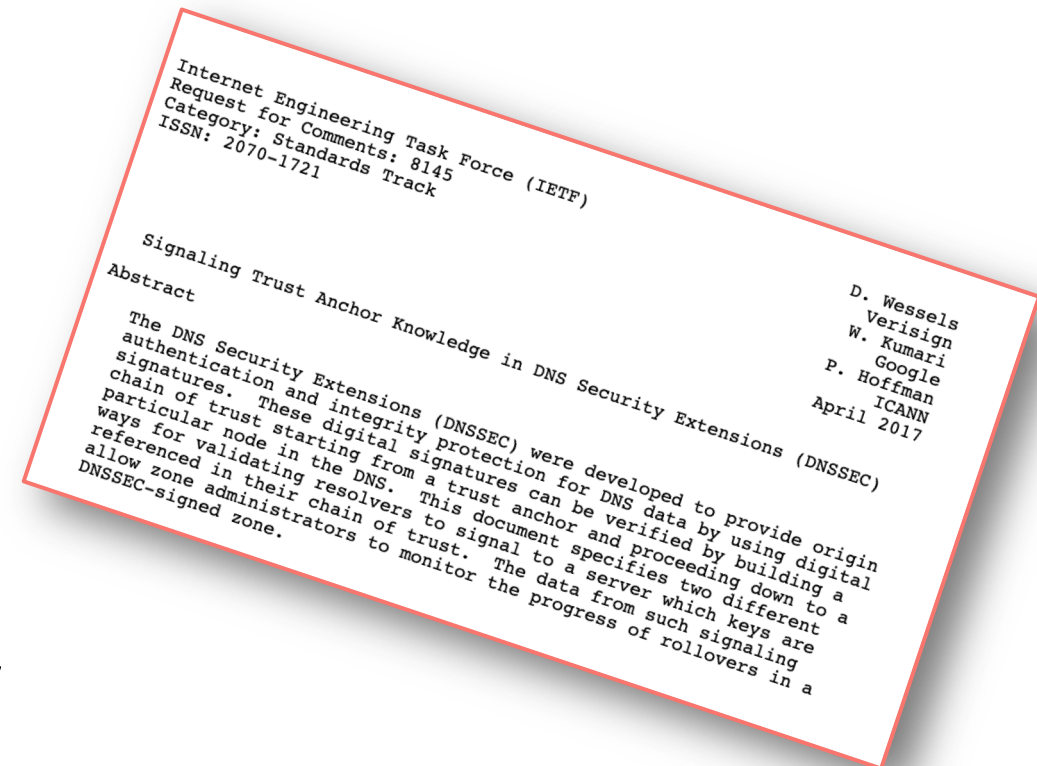 Internet Engineering Task Force (IETF)
Request for Comments: 8145
Category: Standards Track
ISSN: 2070-1721
D. Wessels
Verisign
W. Kumari
Google
P. Hoffman
ICANN
April 2017
Signaling Trust Anchor Knowledge in DNS Security Extensions (DNSSEC)
Abstract
The DNS Security Extensions (DNSSEC) were developed to provide origin
authentication and integrity protection for DNS data by using digital
signatures.  These digital signatures can be verified by building a
chain of trust starting from a trust anchor and proceeding down to a
particular node in the DNS.  This document specifies two different
ways for validating resolvers to signal to a server which keys are
referenced in their chain of trust.  The data from such signaling
allow zone administrators to monitor the progress of rollovers in a
DNSSEC-signed zone.